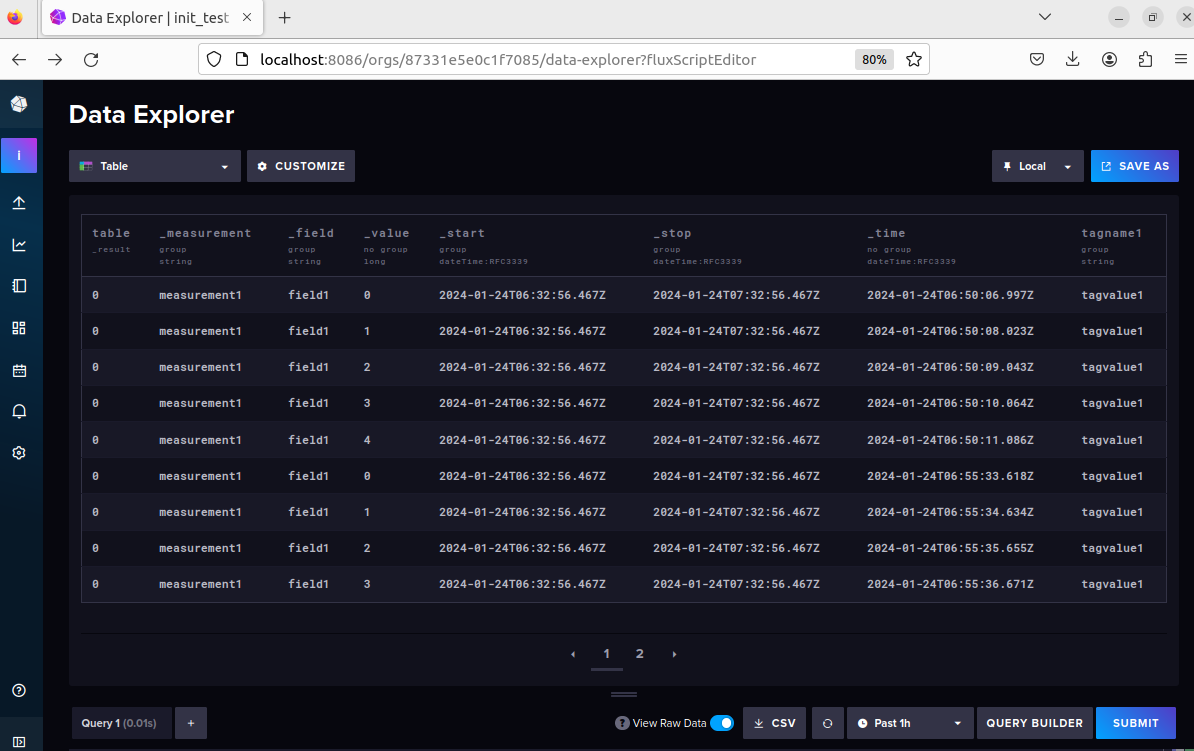 Data Explorer | init_test
localhost:8086/orgs/87331e5e0c1f7085/data-explorer?fluxScriptEditor 80%
Data Explorer
i
Table CUSTOMIZE Local SAVE AS
table _measurement _field _value _start _stop _time tagname1
_result group group no group group group no group group
string string long dateTime:RFC3339 dateTime:RFC3339 dateTime:RFC3339 string
0 measurement1 field1 0 2024-01-24T06:32:56.467Z 2024-01-24T07:32:56.467Z 2024-01-24T06:50:06.997Z tagvalue1
0 measurement1 field1 1 2024-01-24T06:32:56.467Z 2024-01-24T07:32:56.467Z 2024-01-24T06:50:08.023Z tagvalue1
0 measurement1 field1 2 2024-01-24T06:32:56.467Z 2024-01-24T07:32:56.467Z 2024-01-24T06:50:09.043Z tagvalue1
0 measurement1 field1 3 2024-01-24T06:32:56.467Z 2024-01-24T07:32:56.467Z 2024-01-24T06:50:10.064Z tagvalue1
0 measurement1 field1 4 2024-01-24T06:32:56.467Z 2024-01-24T07:32:56.467Z 2024-01-24T06:50:11.086Z tagvalue1
0 measurement1 field1 0 2024-01-24T06:32:56.467Z 2024-01-24T07:32:56.467Z 2024-01-24T06:55:33.618Z tagvalue1
0 measurement1 field1 1 2024-01-24T06:32:56.467Z 2024-01-24T07:32:56.467Z 2024-01-24T06:55:34.634Z tagvalue1
0 measurement1 field1 2 2024-01-24T06:32:56.467Z 2024-01-24T07:32:56.467Z 2024-01-24T06:55:35.655Z tagvalue1
0 measurement1 field1 3 2024-01-24T06:32:56.467Z 2024-01-24T07:32:56.467Z 2024-01-24T06:55:36.671Z tagvalue1
1 2
Query 1 (0.01s) + ? View Raw Data CSV Past 1h QUERY BUILDER SUBMIT